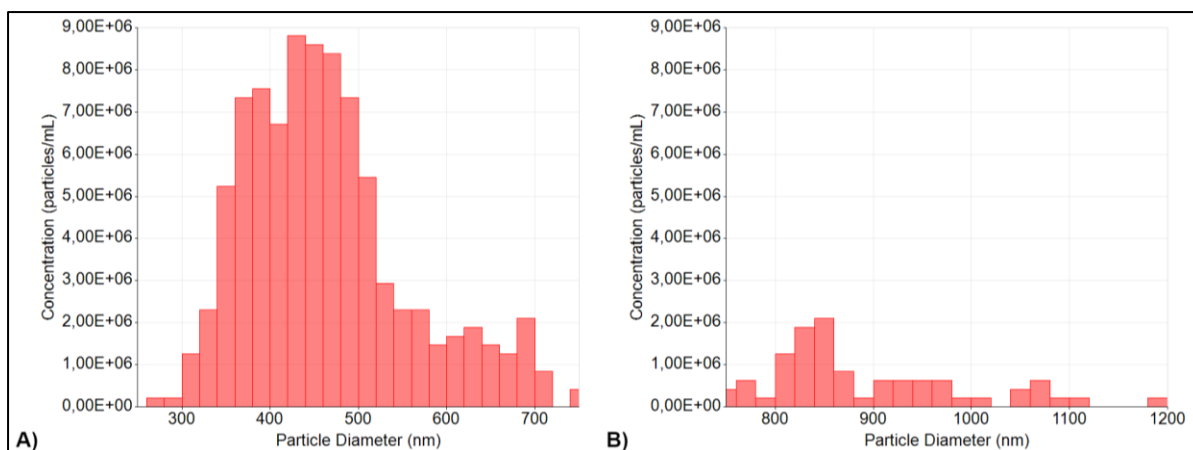 9,00E+06
8,00E+06
7,00E+06
6,00E+06
5,00E+06
4,00E+06
3,00E+06
2,00E+06
1,00E+06
0,00E+00
Concentration (particles/mL)
300 400 500 600 700
Particle Diameter (nm)
A)
9,00E+06
8,00E+06
7,00E+06
6,00E+06
5,00E+06
4,00E+06
3,00E+06
2,00E+06
1,00E+06
0,00E+00
Concentration (particles/mL)
800 900 1000 1100 1200
Particle Diameter (nm)
B)